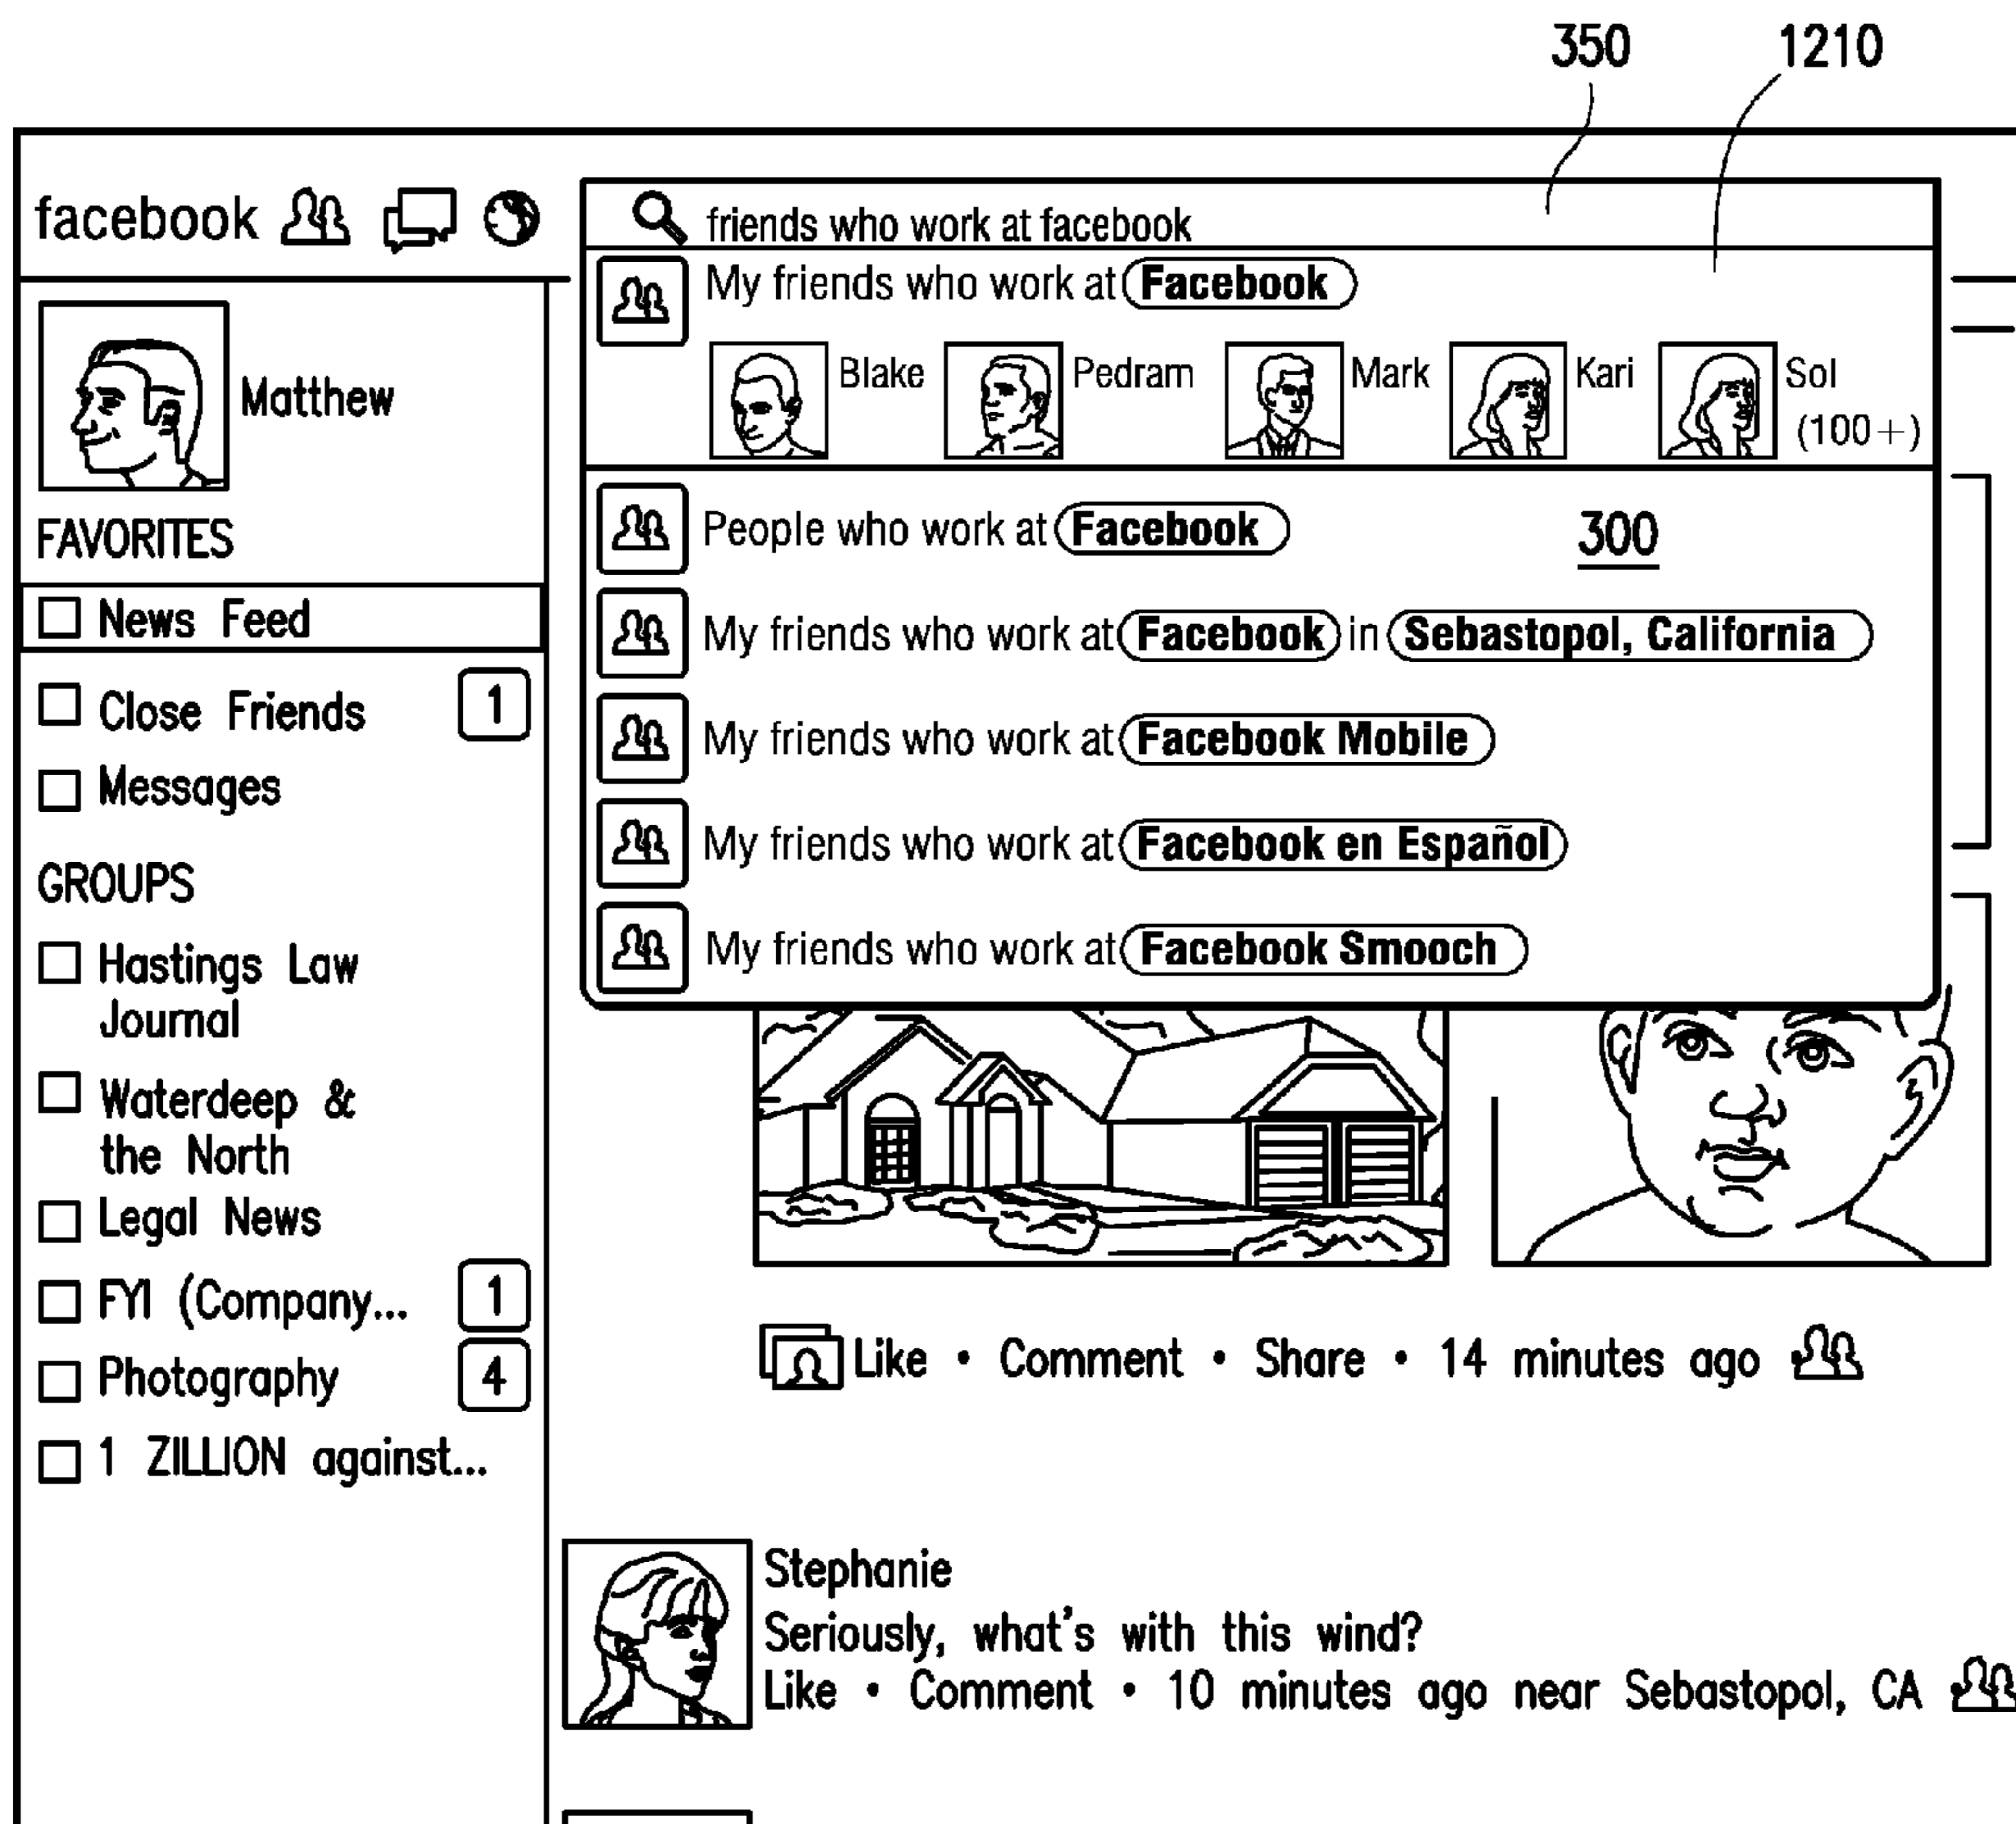 350 1210
facebook
friends who work at facebook
My friends who work at Facebook
Blake Pedram Mark Kari Sol
(100+)
People who work at Facebook 300
My friends who work at Facebook in Sebastopol, California
My friends who work at Facebook Mobile
My friends who work at Facebook en Español
My friends who work at Facebook Smooch
Matthew
FAVORITES
News Feed
Close Friends 1
Messages
GROUPS
Hastings Law
Journal
Waterdeep &
the North
Legal News
FYI (Company... 1
Photography 4
1 ZILLION against...
Like • Comment • Share • 14 minutes ago
Stephanie
Seriously, what's with this wind?
Like • Comment • 10 minutes ago near Sebastopol, CA